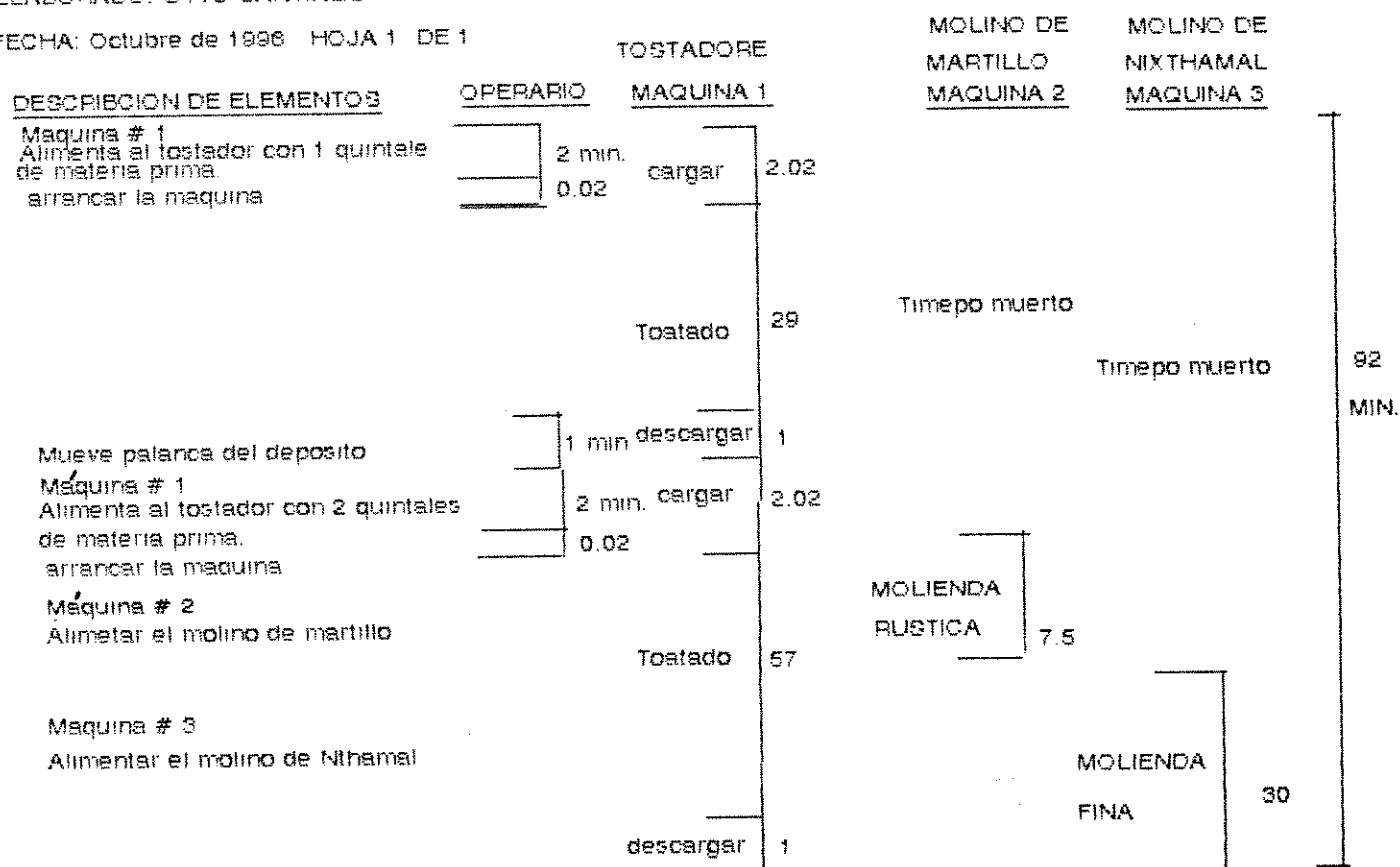 FECHA: Octubre de 1996 HOJA 1 DE 1
TOSTADORE
MOLINO DE MOLINO DE
MARTILLO NIXTHAMAL
DESCRIBCION DE ELEMENTOS OPERARIO MAQUINA 1 MAQUINA 2 MAQUINA 3
Maquina # 1
Alimenta al tostador con 1 quintale
de materia prima.
arrancar la maquina
2 min.
0.02
cargar 2.02
Tostado 29
Timepo muerto
Timepo muerto
92
MIN.
Mueve palanca del deposito 1 min descargar 1
Máquina # 1
Alimenta al tostador con 2 quintales
de materia prima.
arrancar la maquina
2 min. cargar 2.02
0.02
Máquina # 2
Alimetar el molino de martillo
MOLIENDA
RUSTICA 7.5
Tostado 57
Maquina # 3
Alimentar el molino de Nthamal
MOLIENDA
FINA 30
descargar 1